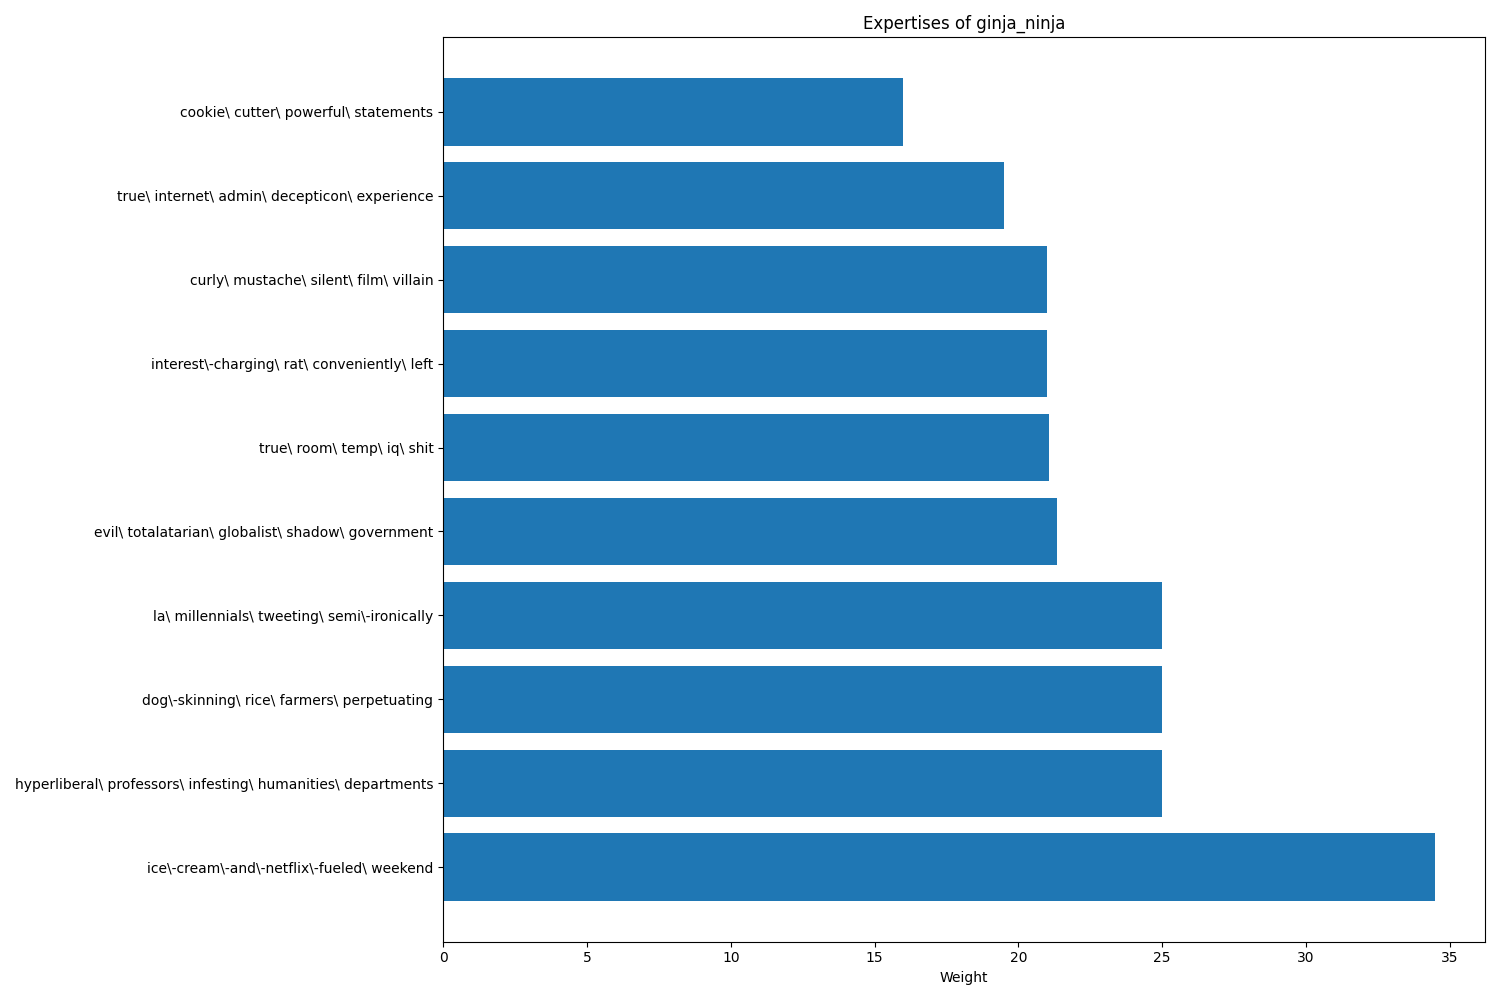 Expertises of ginja_ninja
cookie\ cutter\ powerful\ statements
true\ internet\ admin\ decepticon\ experience
curly\ mustache\ silent\ film\ villain
interest\-charging\ rat\ conveniently\ left
true\ room\ temp\ iq\ shit
evil\ totalatarian\ globalist\ shadow\ government
la\ millennials\ tweeting\ semi\-ironically
dog\-skinning\ rice\ farmers\ perpetuating
hyperliberal\ professors\ infesting\ humanities\ departments
ice\-cream\-and\-netflix\-fueled\ weekend
0 5 10 15 20 25 30 35
Weight